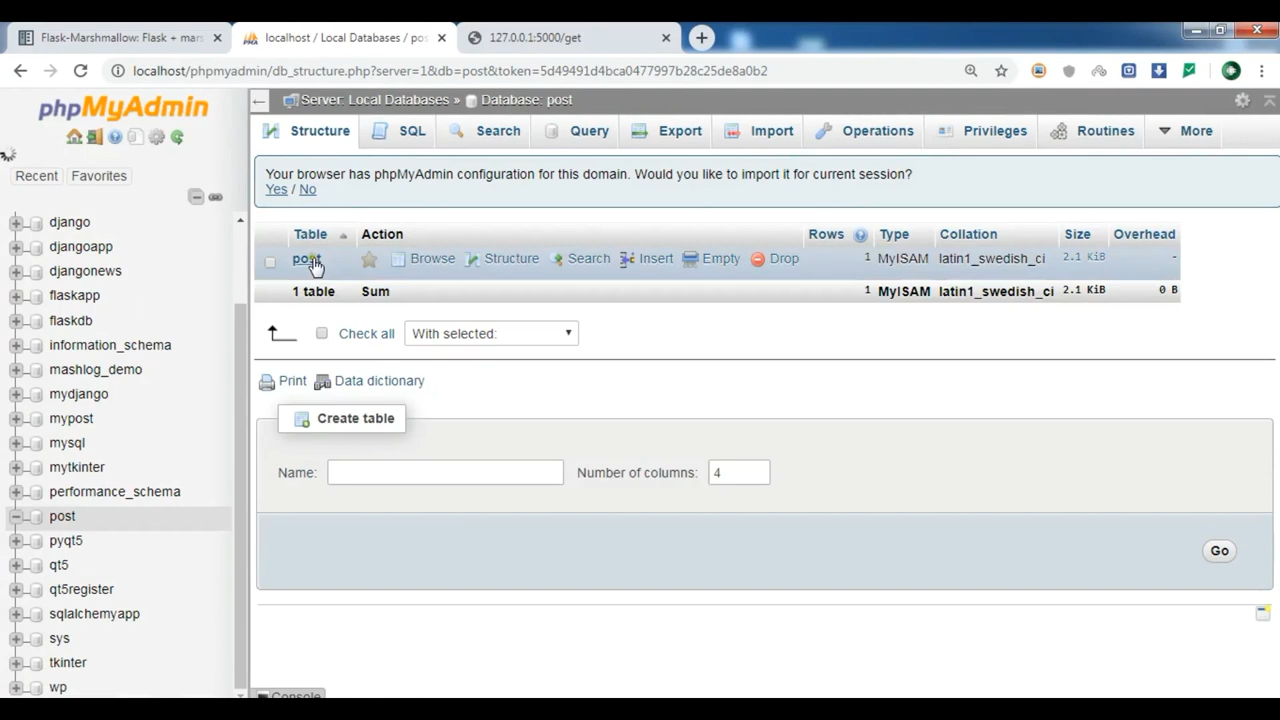 Flask-Marshmallow: Flask + mars
localhost / Local Databases / pos
127.0.0.1:5000/get
localhost/phpmyadmin/db_structure.php?server=1&db=post&token=5d49491d4bca0477997b28c25de8a0b2
phpMyAdmin
Recent Favorites
django
djangoapp
djangonews
flaskapp
flaskdb
information_schema
mashlog_demo
mydjango
mypost
mysql
mytkinter
performance_schema
post
pyqt5
qt5
qt5register
sqlalchemyapp
sys
tkinter
wp
Server: Local Databases » Database: post
Structure SQL Search Query Export Import Operations Privileges Routines More
Your browser has phpMyAdmin configuration for this domain. Would you like to import it for current session?
Yes / No
Table Action Rows Type Collation Size Overhead
post Browse Structure Search Insert Empty Drop 1 MyISAM latin1_swedish_ci 2.1 KiB -
1 table Sum 1 MyISAM latin1_swedish_ci 2.1 KiB 0 B
Check all With selected:
Print Data dictionary
Create table
Name: Number of columns: 4
Go
Console